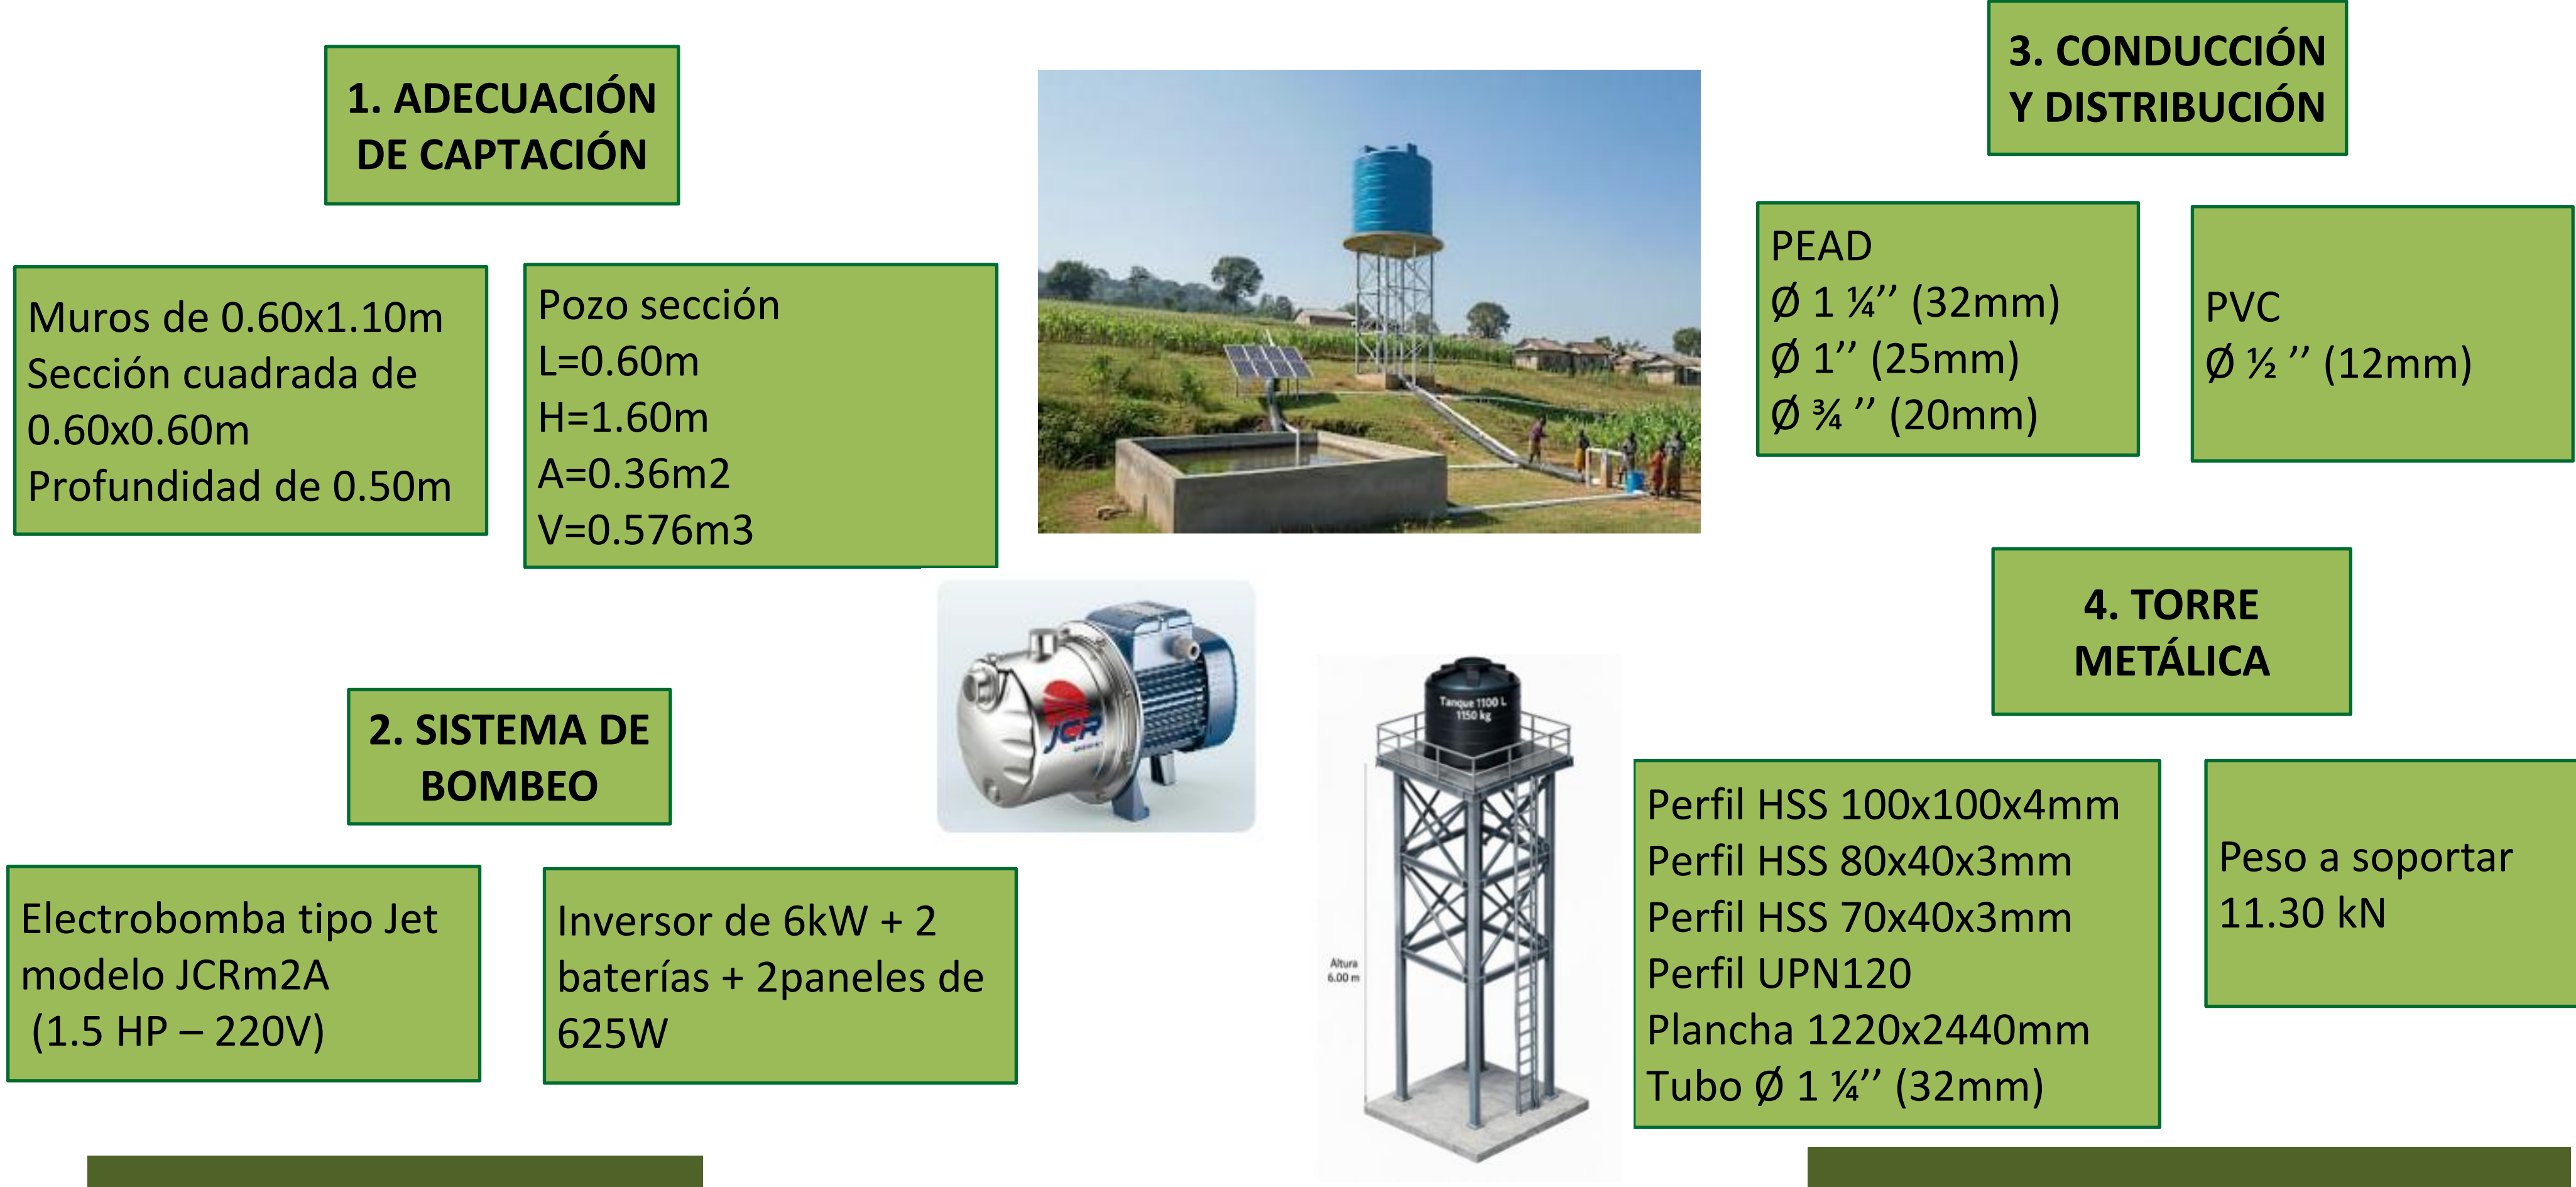 1. ADECUACIÓN
DE CAPTACIÓN
Muros de 0.60x1.10m
Sección cuadrada de
0.60x0.60m
Profundidad de 0.50m
Pozo sección
L=0.60m
H=1.60m
A=0.36m2
V=0.576m3
2. SISTEMA DE
BOMBEO
Electrobomba tipo Jet
modelo JCRm2A
(1.5 HP – 220V)
Inversor de 6kW + 2
baterías + 2paneles de
625W
JCR
3. CONDUCCIÓN
Y DISTRIBUCIÓN
PEAD
Ø 1 ¼’’ (32mm)
Ø 1’’ (25mm)
Ø ¾ ’’ (20mm)
PVC
Ø ½ ’’ (12mm)
4. TORRE
METÁLICA
Tanque 1100 L
1150 kg
Altura
6.00 m
Perfil HSS 100x100x4mm
Perfil HSS 80x40x3mm
Perfil HSS 70x40x3mm
Perfil UPN120
Plancha 1220x2440mm
Tubo Ø 1 ¼’’ (32mm)
Peso a soportar
11.30 kN